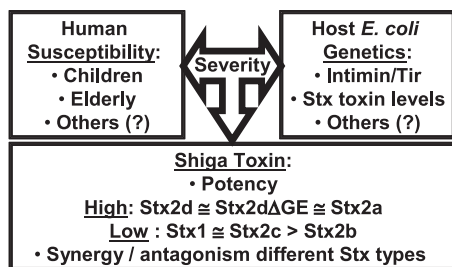 Human
Susceptibility:
• Children
• Elderly
• Others (?)
Severity
Host E. coli
Genetics:
• Intimin/Tir
• Stx toxin levels
• Others (?)
Shiga Toxin:
• Potency
High: Stx2d ≅ Stx2dΔGE ≅ Stx2a
Low : Stx1 ≅ Stx2c > Stx2b
• Synergy / antagonism different Stx types